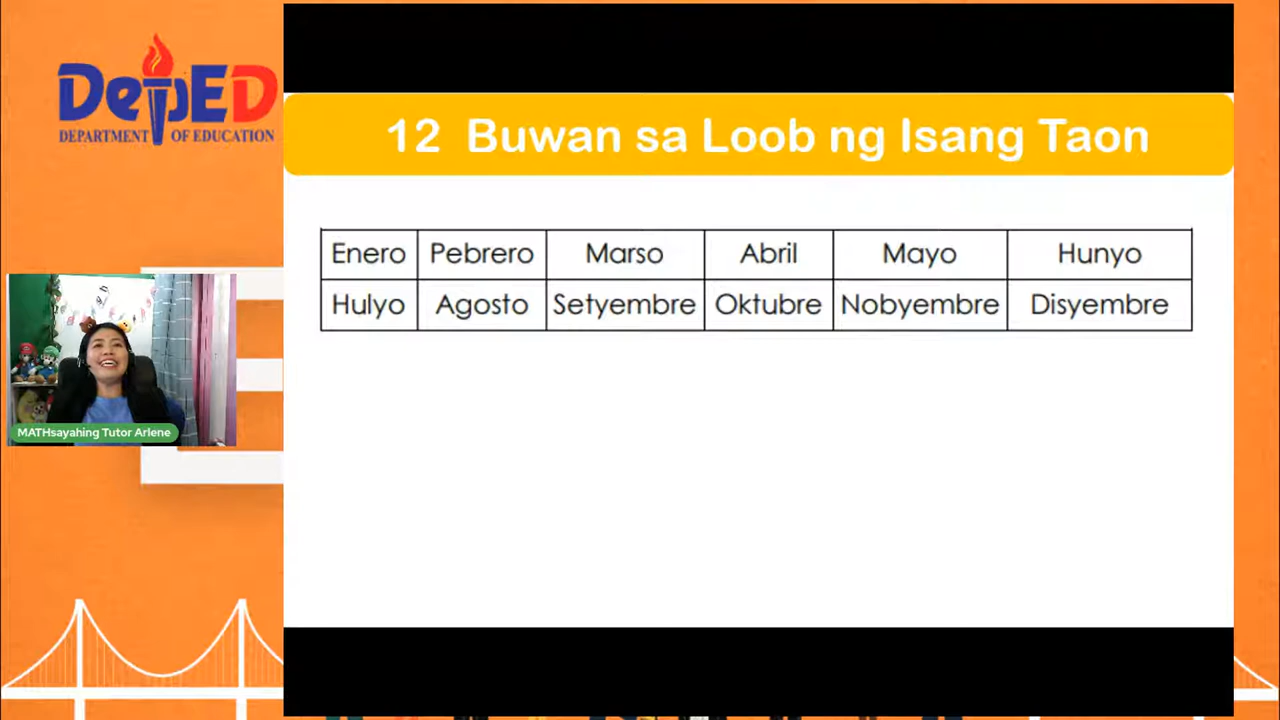 DepED
DEPARTMENT OF EDUCATION
12 Buwan sa Loob ng Isang Taon
Enero Pebrero Marso Abril Mayo Hunyo
Hulyo Agosto Setyembre Oktubre Nobyembre Disyembre
MATHsayahing Tutor Arlene